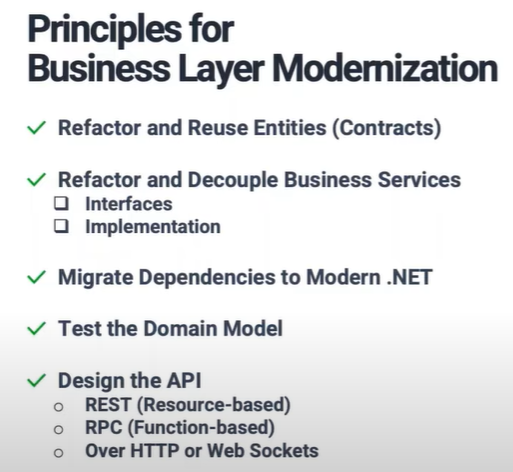 Principles for
Business Layer Modernization
Refactor and Reuse Entities (Contracts)
Refactor and Decouple Business Services
Interfaces
Implementation
Migrate Dependencies to Modern .NET
Test the Domain Model
Design the API
REST (Resource-based)
RPC (Function-based)
Over HTTP or Web Sockets